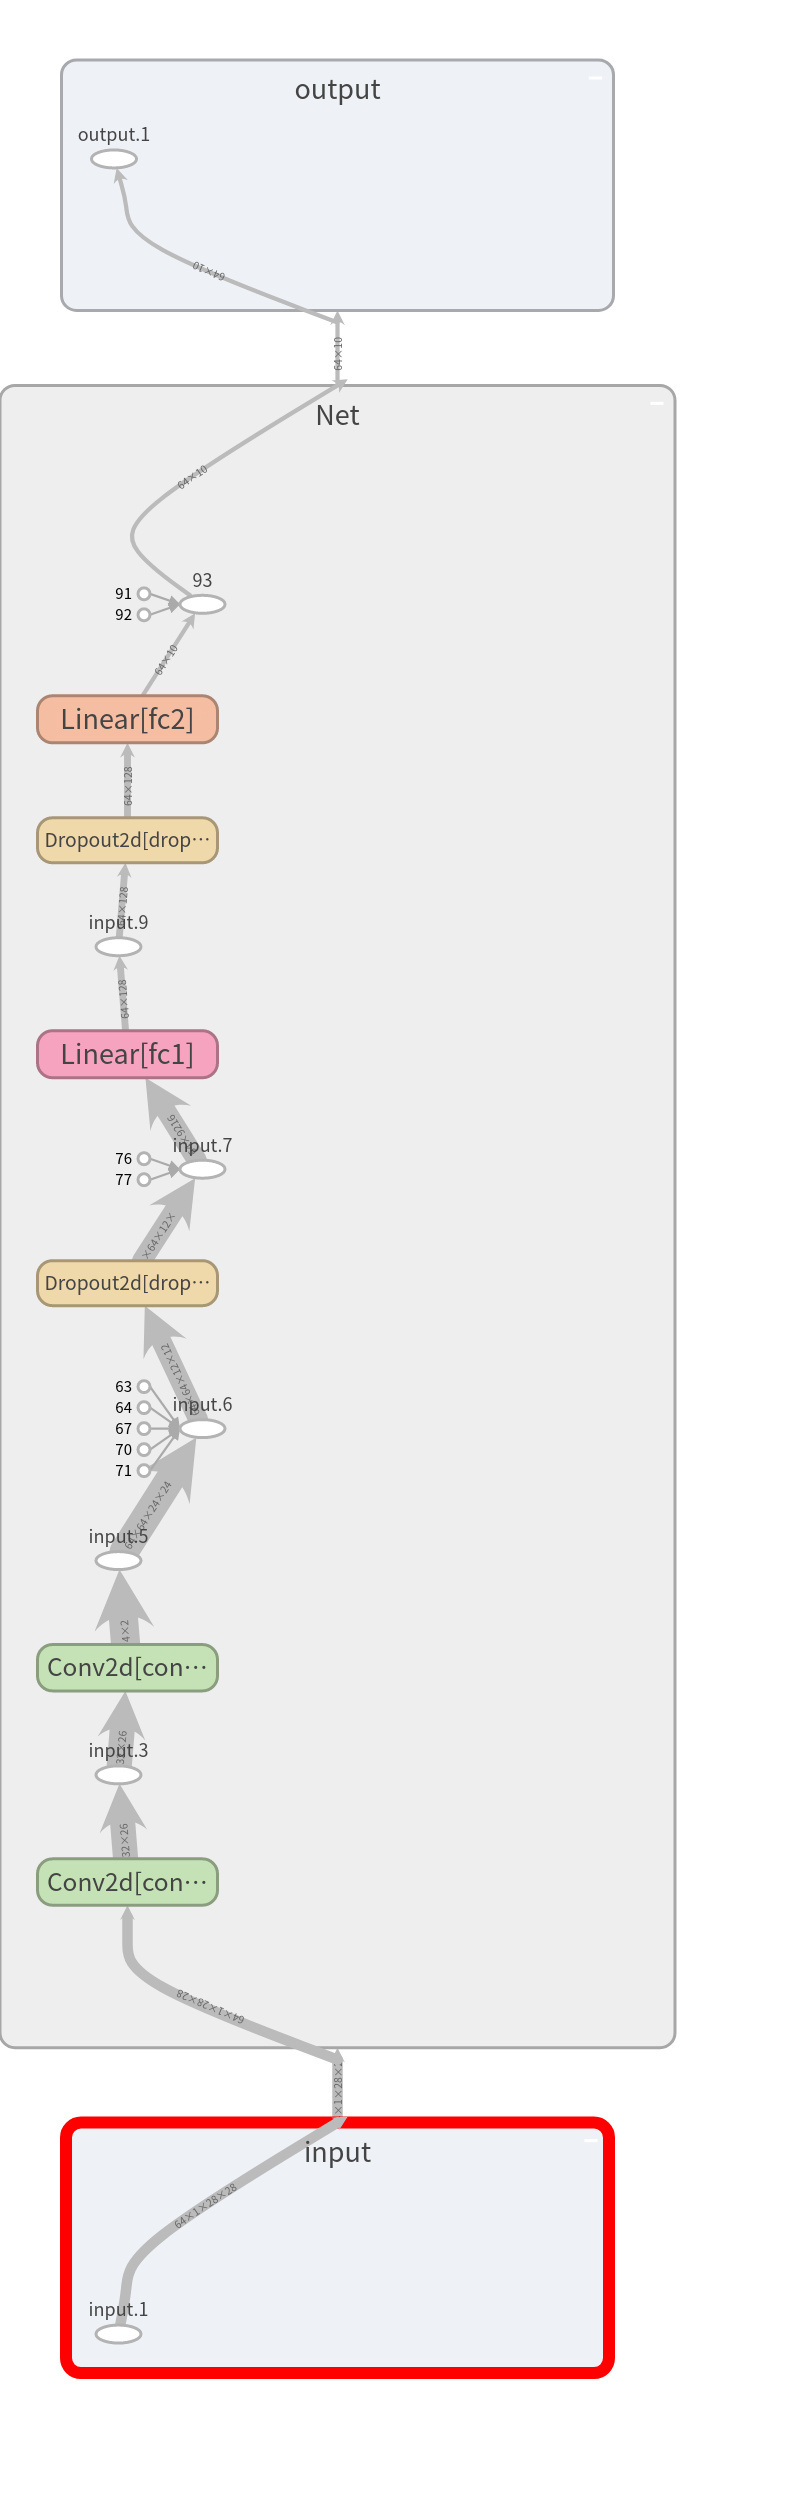 output
output.1
64×10
64×10
Net
64×10
93
91
92
64×10
Linear[fc2]
64×128
Dropout2d[drop…
64×128
input.9
64×128
Linear[fc1]
×9216
input.7
76
77
×64×12×
Dropout2d[drop…
×64×12×12
63
input.6
64
67
70
71
64×64×24×24
input.5
4×2
Conv2d[con…
32×26
input.3
32×26
Conv2d[con…
64×1×28×28
×1×28×
input
64×1×28×28
input.1